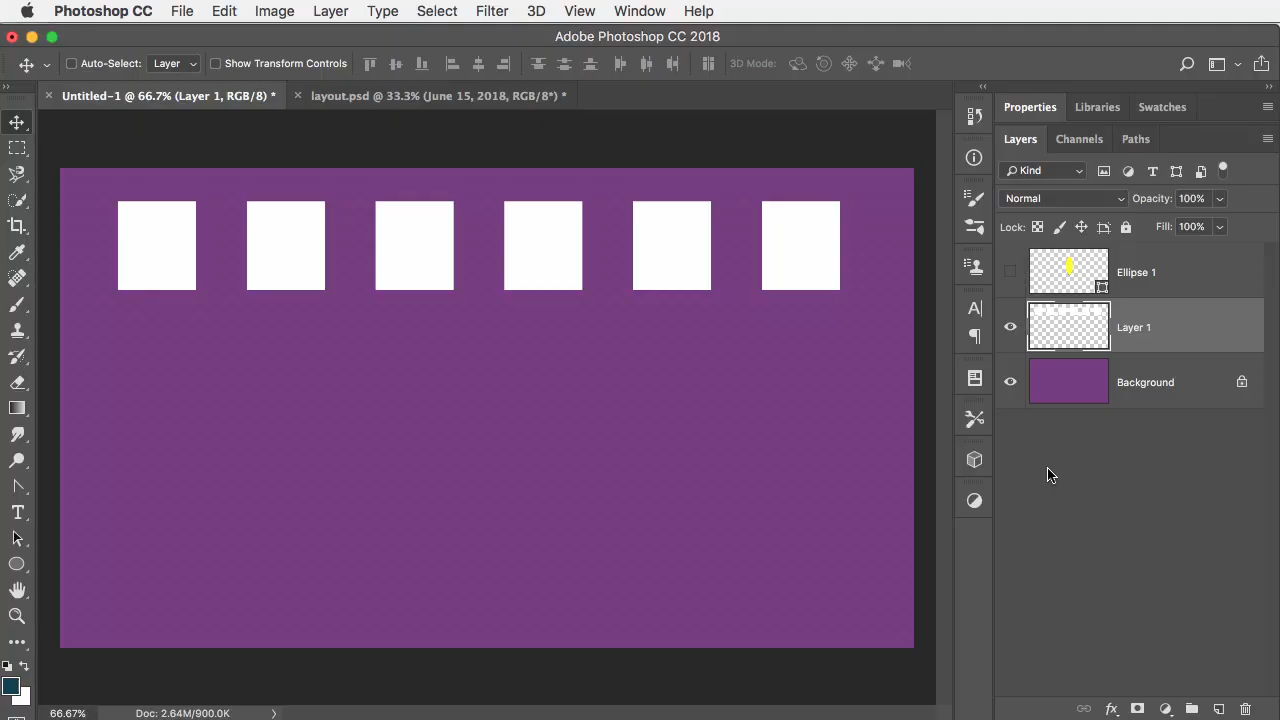 Photoshop CC File Edit Image Layer Type Select Filter 3D View Window Help
Adobe Photoshop CC 2018
Auto-Select: Layer Show Transform Controls 3D Mode:
Untitled-1 @ 66.7% (Layer 1, RGB/8) * layout.psd @ 33.3% (June 15, 2018, RGB/8*) *
Properties Libraries Swatches
Layers Channels Paths
Kind
Normal Opacity: 100%
Lock: Fill: 100%
Ellipse 1
Layer 1
Background
66.67% Doc: 2.64M/900.0K